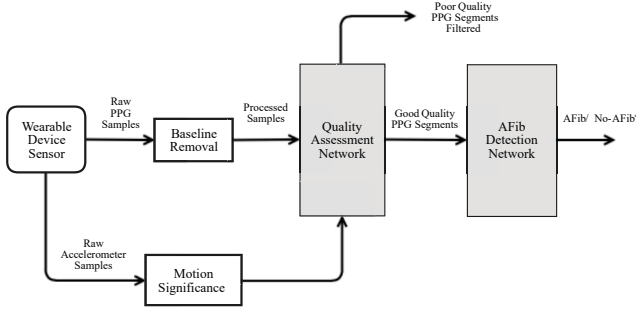 Poor Quality
PPG Segments
Filtered
Raw
PPG
Samples
Processed
Samples
Good Quality
PPG Segments
AFib/ No-AFib'
Wearable
Device
Sensor
Baseline
Removal
Quality
Assessment
Network
AFib
Detection
Network
Raw
Accelerometer
Samples
Motion
Significance